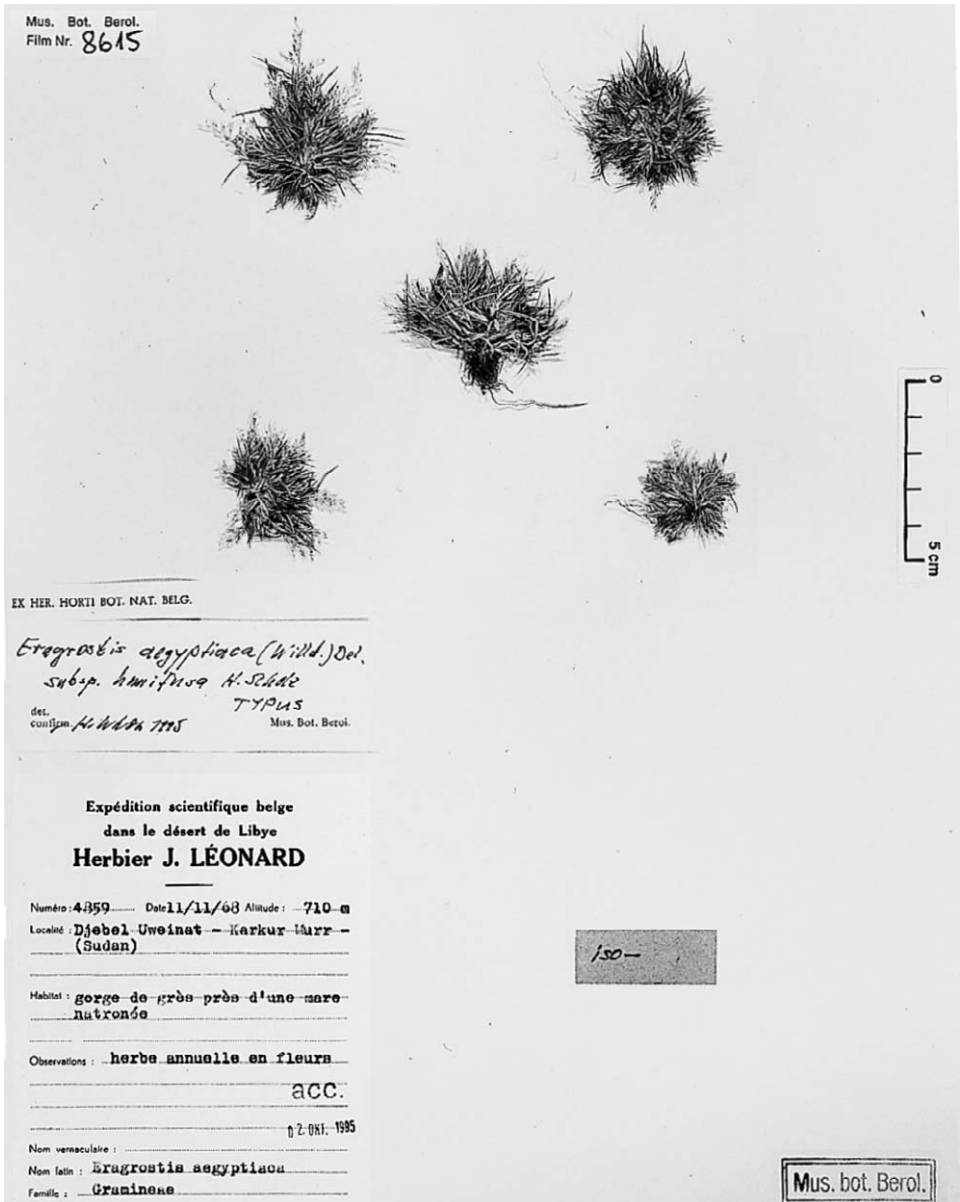 Mus. Bot. Berol.
Film Nr. 8615
0
5 cm
EX HER. HORTI BOT. NAT. BELG.
Eragrostis aegyptiaca (Willd.) Del.
subsp. humifusa H. Scholz
TYPUS
det.
confirm. 1995
Mus. Bot. Berol.
Expédition scientifique belge
dans le désert de Libye
Herbier J. LÉONARD
Numéro : 4859 Date 11/11/68 Altitude : 710 m
Localité : Djebel Uweinat - Karkur Murr -
(Sudan)
iso-
Habitat : gorge de grès près d'une mare
natronée
Observations : herbe annuelle en fleurs
acc.
02. OKT. 1995
Nom vernaculaire :
Nom latin : Eragrostis aegyptiaca
Famille : Gramineae
Mus. bot. Berol.